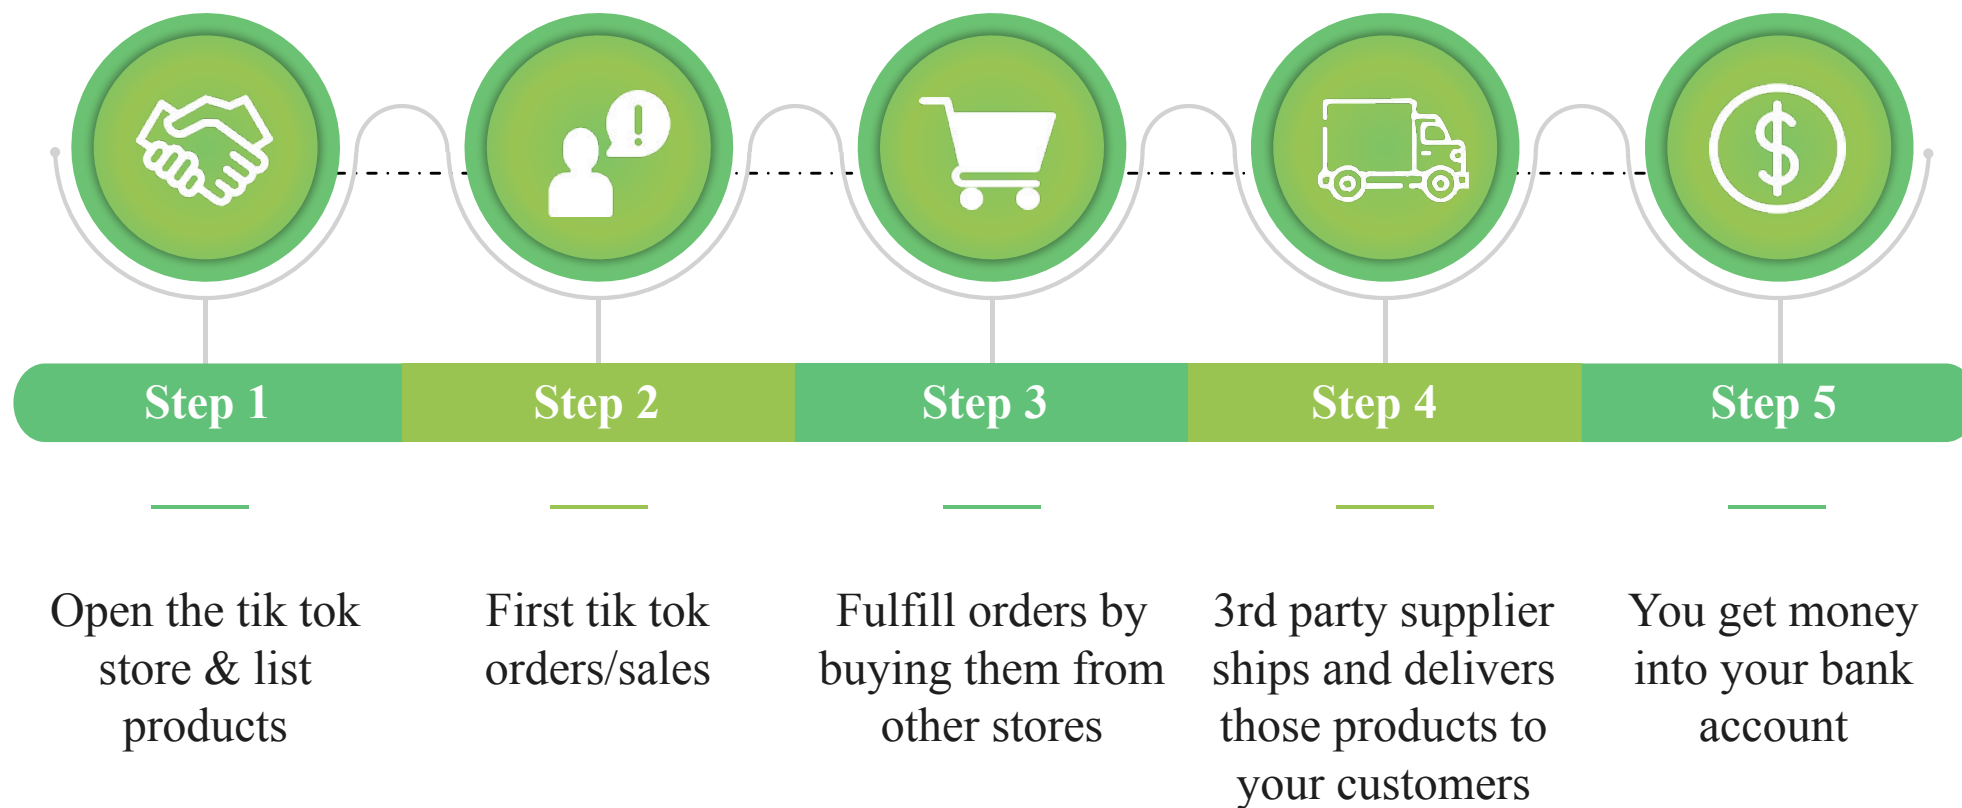 Step 1
Step 2
Step 3
Step 4
Step 5
Open the tik tok
store & list
products
First tik tok
orders/sales
Fulfill orders by
buying them from
other stores
3rd party supplier
ships and delivers
those products to
your customers
You get money
into your bank
account